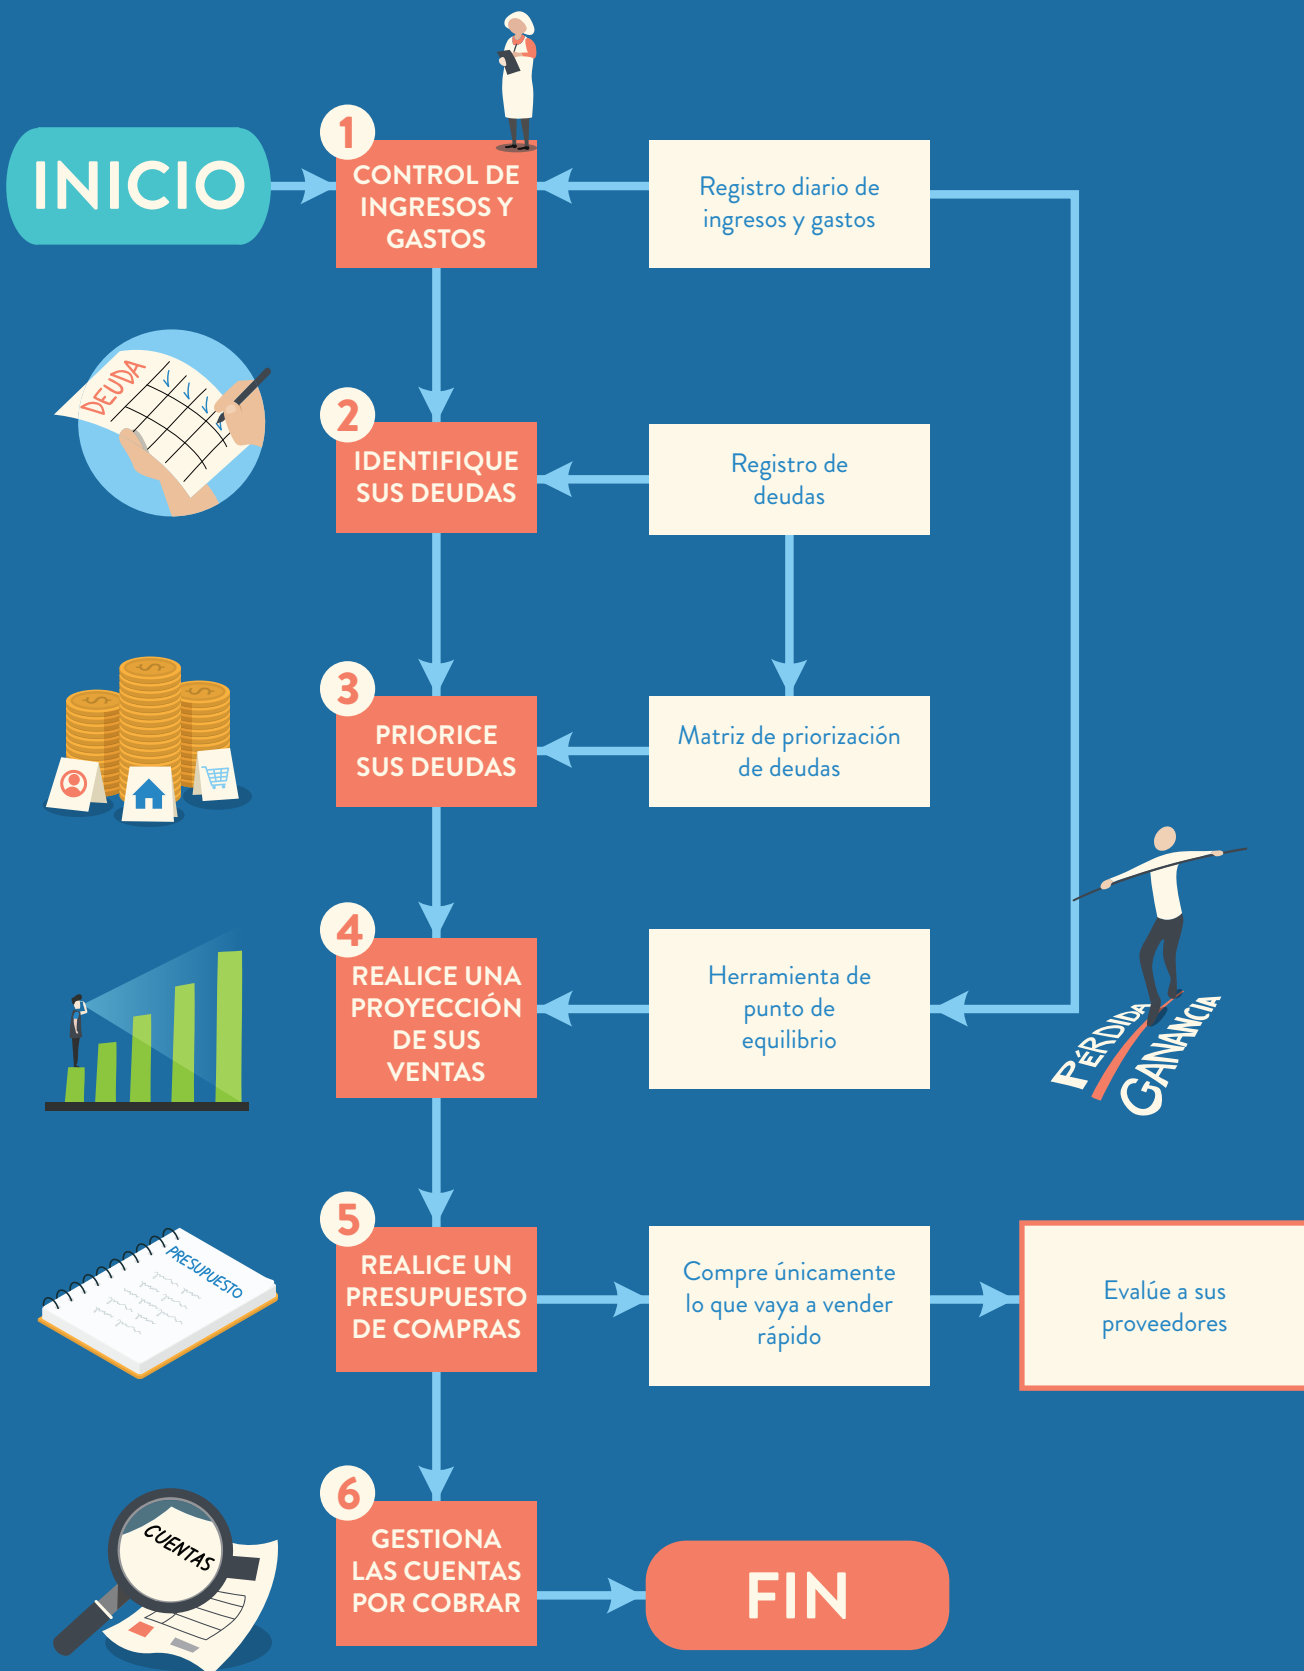 INICIO
1
CONTROL DE
INGRESOS Y
GASTOS
Registro diario de
ingresos y gastos
DEUDA
2
IDENTIFIQUE
SUS DEUDAS
Registro de
deudas
3
PRIORICE
SUS DEUDAS
Matriz de priorización
de deudas
4
REALICE UNA
PROYECCIÓN
DE SUS
VENTAS
Herramienta de
punto de
equilibrio
PÉRDIDA
GANANCIA
PRESUPUESTO
5
REALICE UN
PRESUPUESTO
DE COMPRAS
Compre únicamente
lo que vaya a vender
rápido
Evalúe a sus
proveedores
CUENTAS
6
GESTIONA
LAS CUENTAS
POR COBRAR
FIN